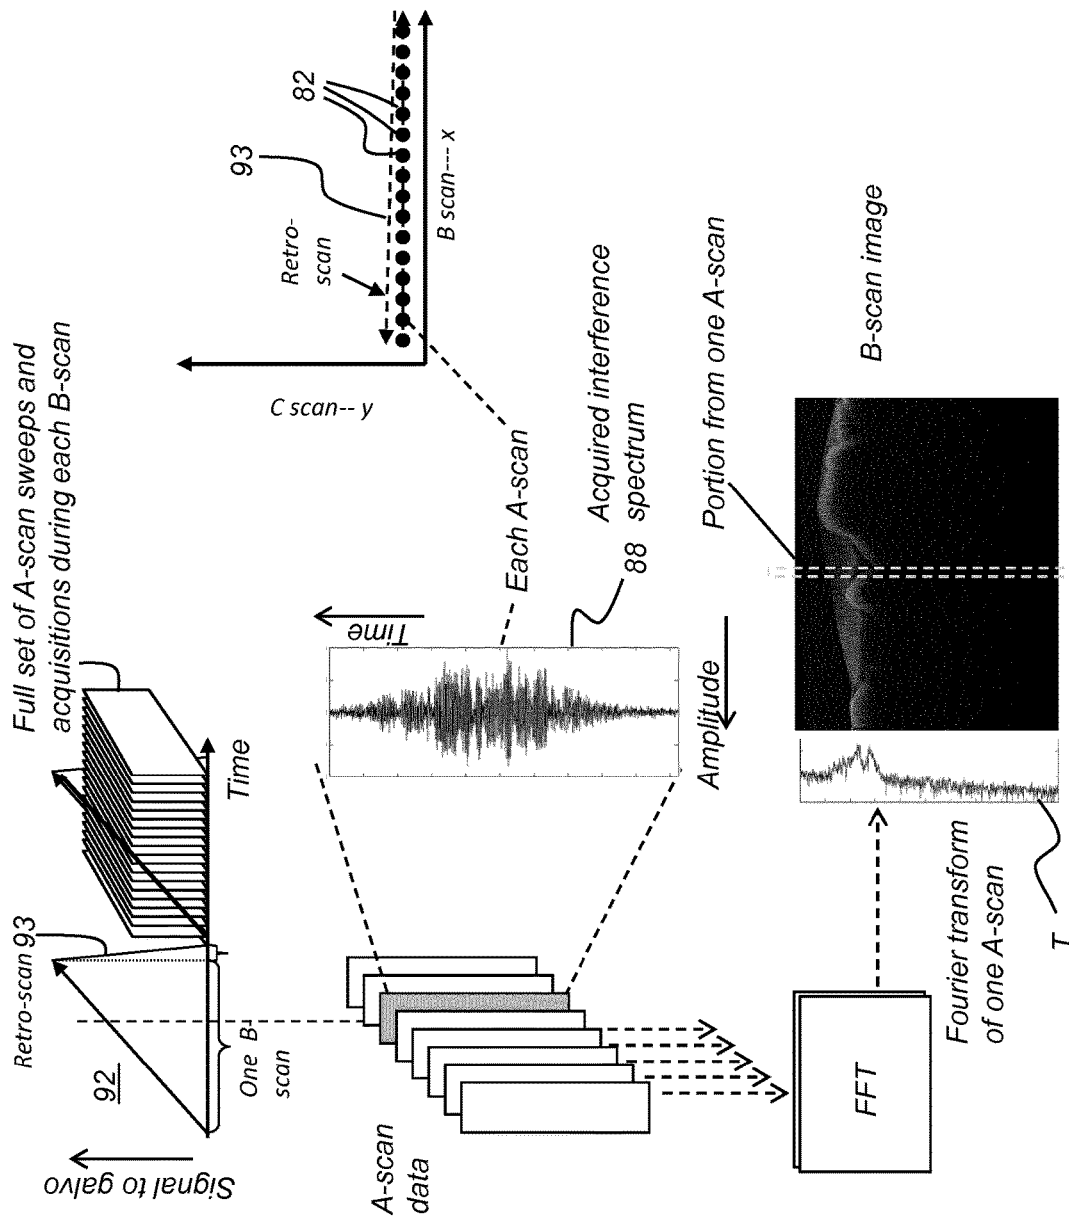 Signal to galvo
92
Retro-scan 93
One B
scan
Full set of A-scan sweeps and
acquisitions during each B-scan
Time
A-scan
data
Time
Amplitude
Each A-scan
Acquired interference
88 spectrum
C scan-- y
Retro-
scan
93
82
B scan--- x
FFT
Fourier transform
of one A-scan
T
Portion from one A-scan
B-scan image